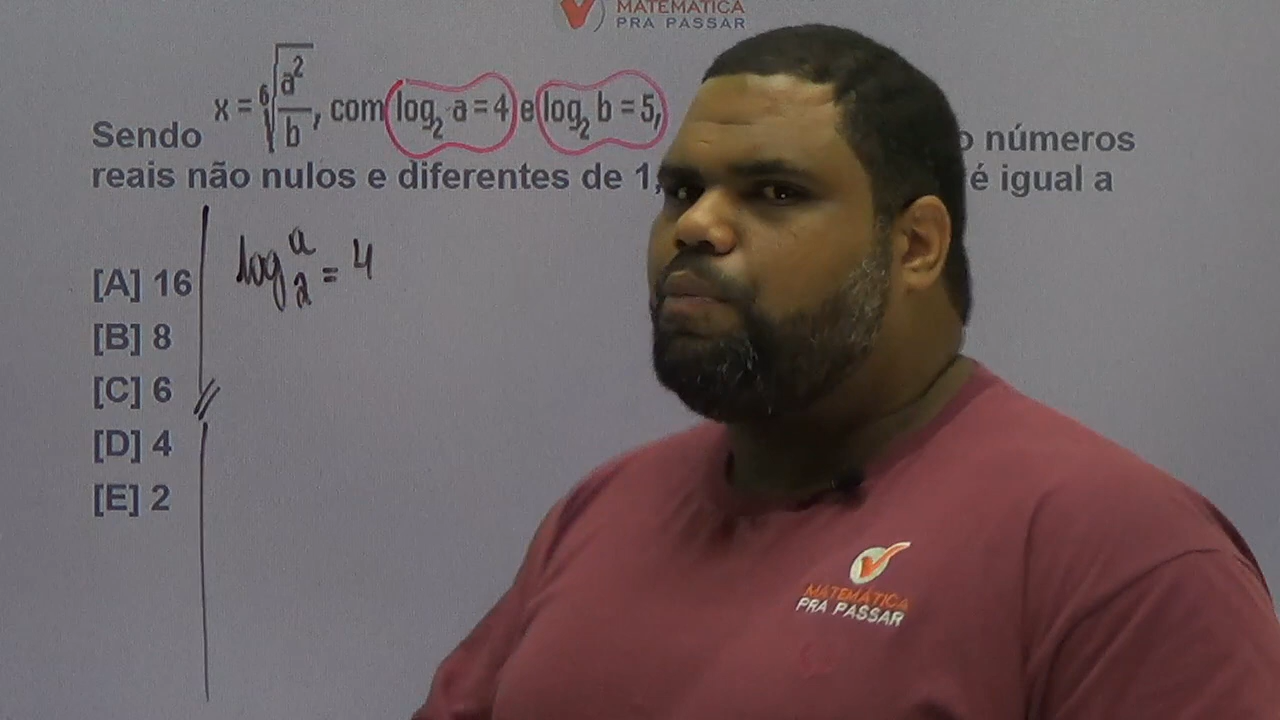 MATEMÁTICA
PRA PASSAR
Sendo x = ⁶√(a²/b), com log₂ a = 4 e log₂ b = 5, números
reais não nulos e diferentes de 1, é igual a
log₂ a = 4
[A] 16
[B] 8
[C] 6
[D] 4
[E] 2
MATEMÁTICA
PRA PASSAR